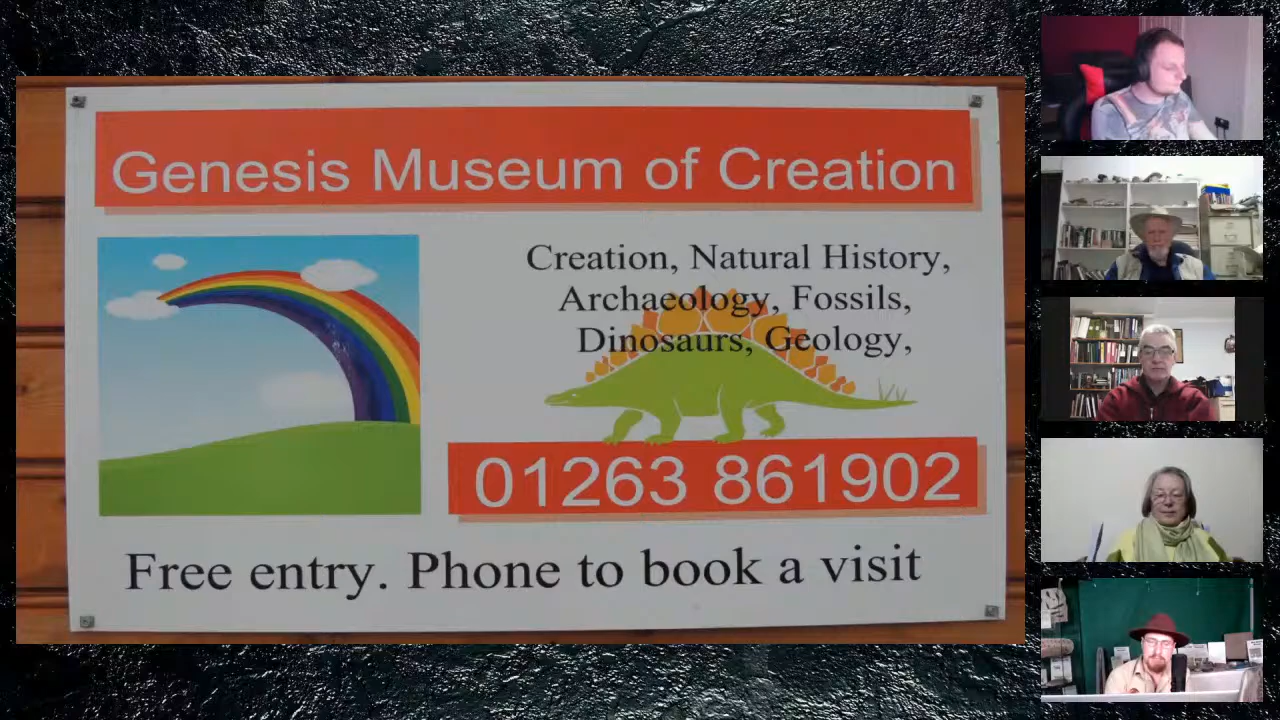 Genesis Museum of Creation
Creation, Natural History,
Archaeology, Fossils,
Dinosaurs, Geology,
01263 861902
Free entry. Phone to book a visit